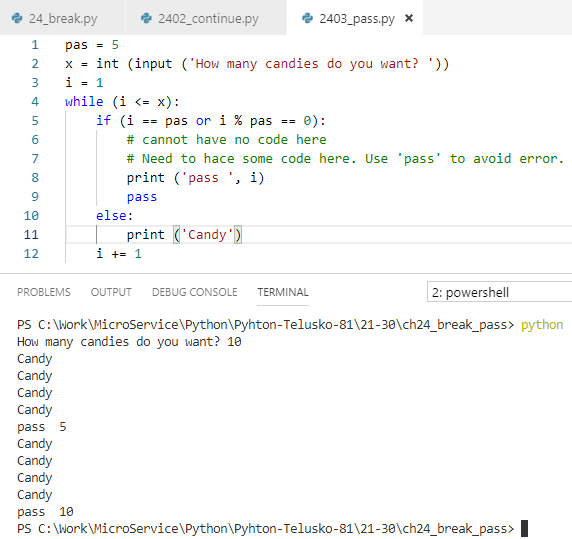 24_break.py 2402_continue.py 2403_pass.py ×
1 pas = 5
2 x = int (input ('How many candies do you want? '))
3 i = 1
4 while (i <= x):
5 if (i == pas or i % pas == 0):
6 # cannot have no code here
7 # Need to hace some code here. Use 'pass' to avoid error.
8 print ('pass ', i)
9 pass
10 else:
11 print ('Candy')
12 i += 1
PROBLEMS OUTPUT DEBUG CONSOLE TERMINAL 2: powershell
PS C:\Work\MicroService\Python\Pyhton-Telusko-81\21-30\ch24_break_pass> python
How many candies do you want? 10
Candy
Candy
Candy
Candy
pass  5
Candy
Candy
Candy
Candy
pass  10
PS C:\Work\MicroService\Python\Pyhton-Telusko-81\21-30\ch24_break_pass>